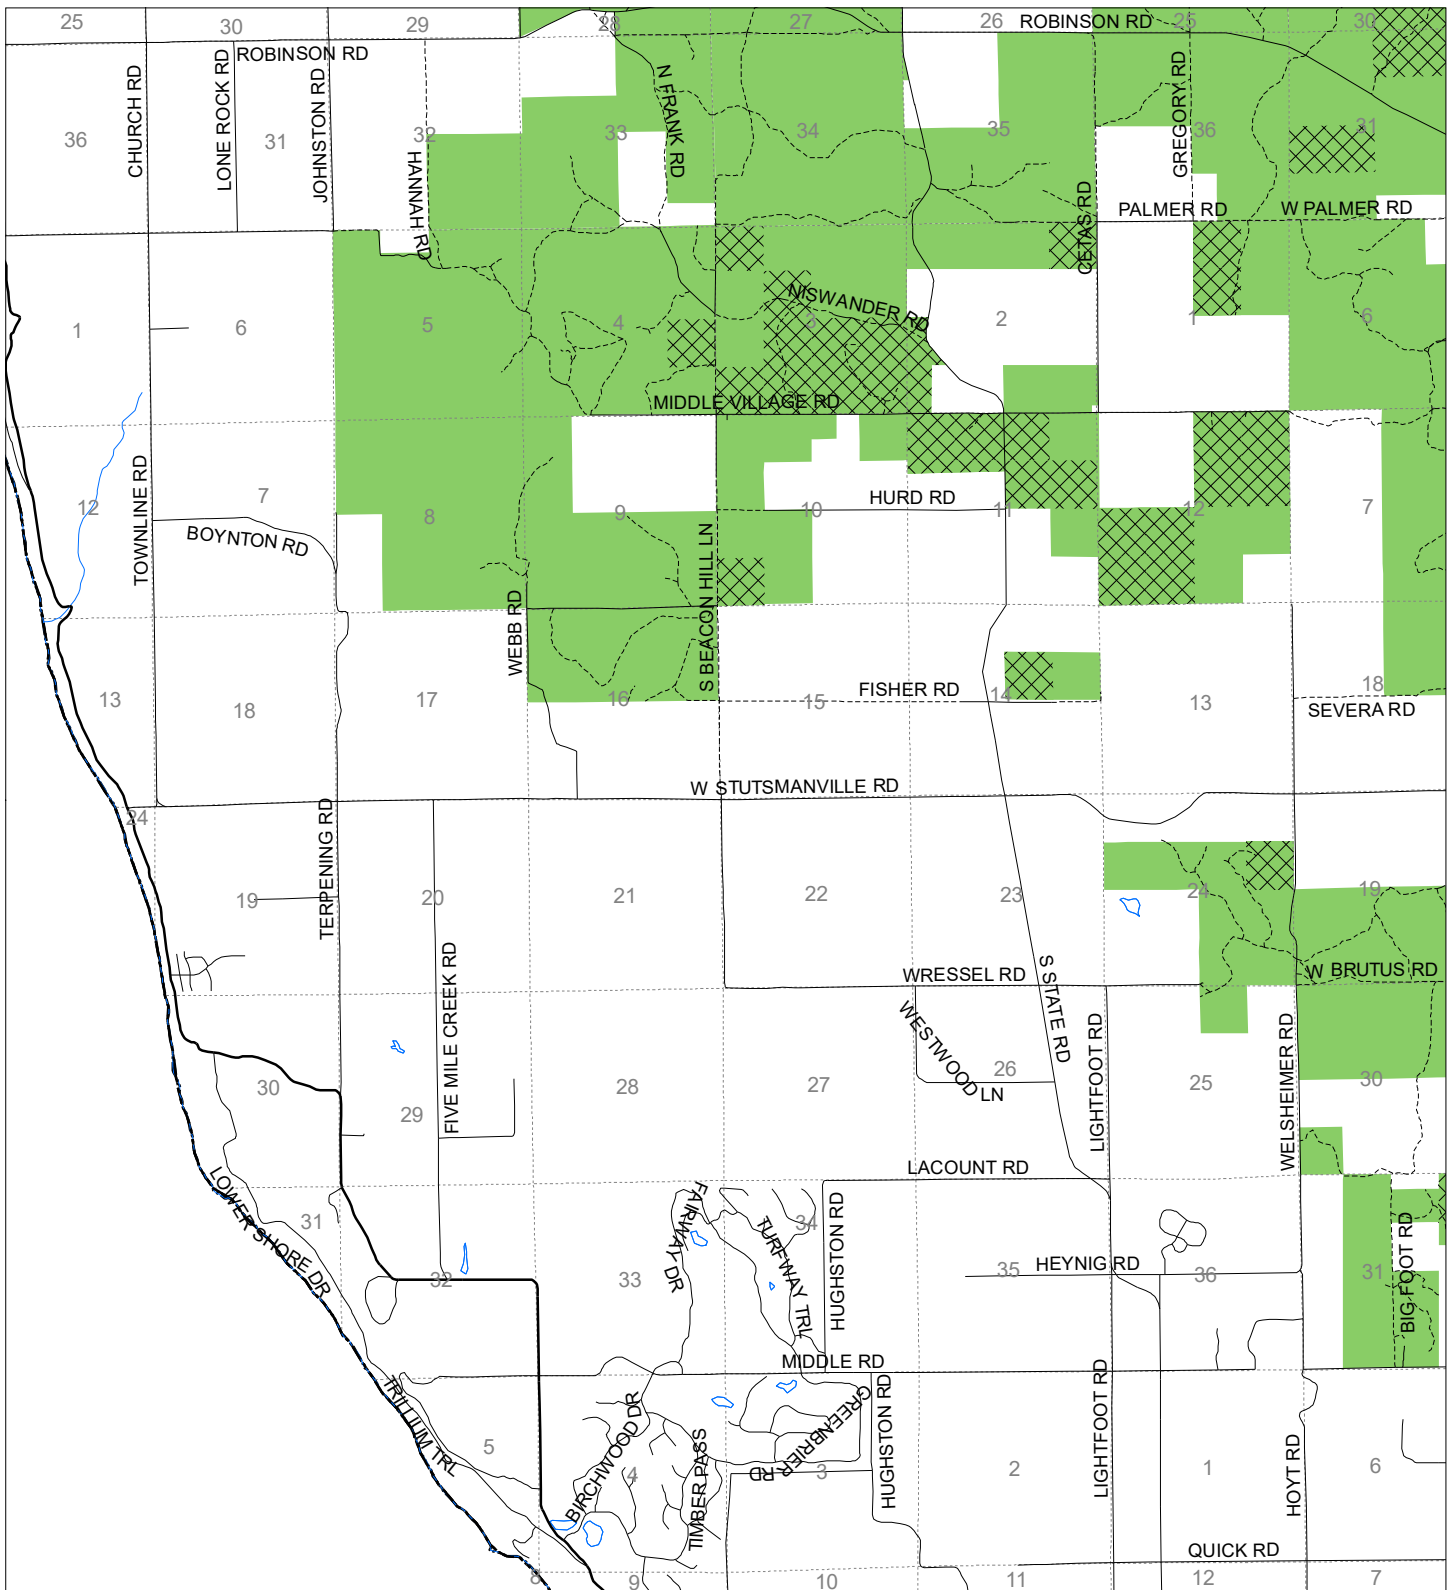 25
30
29
28
27
26
ROBINSON RD
25
30
ROBINSON RD
CHURCH RD
LONE ROCK RD
JOHNSTON RD
N FRANK RD
GREGORY RD
36
31
32
33
34
35
36
31
HANNAH RD
CETAS RD
PALMER RD
W PALMER RD
NISWANDER RD
1
6
5
4
3
2
1
6
MIDDLE VILLAGE RD
TOWNLINE RD
12
7
8
9
10
11
12
7
HURD RD
BOYNTON RD
WEBB RD
S BEACON HILL LN
FISHER RD
SEVERA RD
13
18
17
16
15
14
13
18
W STUTSMANVILLE RD
24
TERPENING RD
19
20
21
22
23
24
19
FIVE MILE CREEK RD
WRESSEL RD
S STATE RD
W BRUTUS RD
WESTWOOD LN
LIGHTFOOT RD
WELSHEIMER RD
30
29
28
27
26
25
30
LACOUNT RD
LOWER SHORE DR
FAIRWAY DR
TURFWAY TRL
HUGHSTON RD
HEYNIG RD
BIG FOOT RD
31
32
33
34
35
36
31
MIDDLE RD
TRILLIUM TRL
BIRCHWOOD DR
TIMBER PASS
GREENBRIER RD
HUGHSTON RD
LIGHTFOOT RD
HOYT RD
5
4
3
2
1
6
QUICK RD
8
9
10
11
12
7